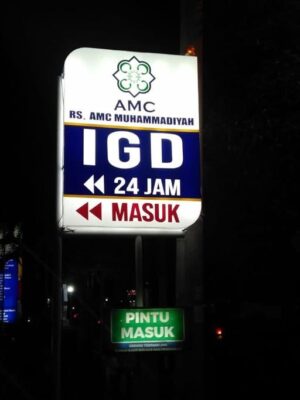 AMC
RS. AMC MUHAMMADIYAH
IGD
24 JAM
MASUK
PINTU
MASUK